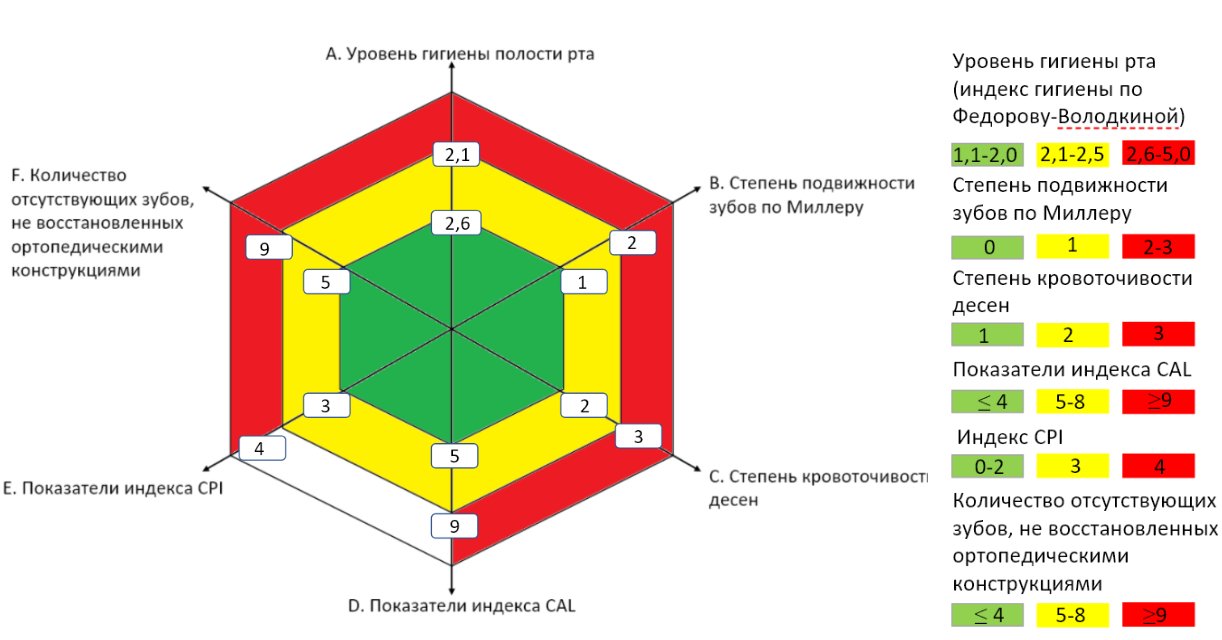 А. Уровень гигиены полости рта
2,1
2,6
В. Степень подвижности
зубов по Миллеру
2
1
F. Количество
отсутствующих зубов,
не восстановленных
ортопедическими
конструкциями
9
5
3
4
2
3
5
9
Е. Показатели индекса CPI
С. Степень кровоточивост
десен
D. Показатели индекса CAL
Уровень гигиены рта
(индекс гигиены по
Федорову-Володкиной)
1,1-2,0 2,1-2,5 2,6-5,0
Степень подвижности
зубов по Миллеру
0 1 2-3
Степень кровоточивости
десен
1 2 3
Показатели индекса CAL
≤ 4 5-8 ≥9
Индекс CPI
0-2 3 4
Количество отсутствующих
зубов, не восстановленных
ортопедическими
конструкциями
≤ 4 5-8 ≥9